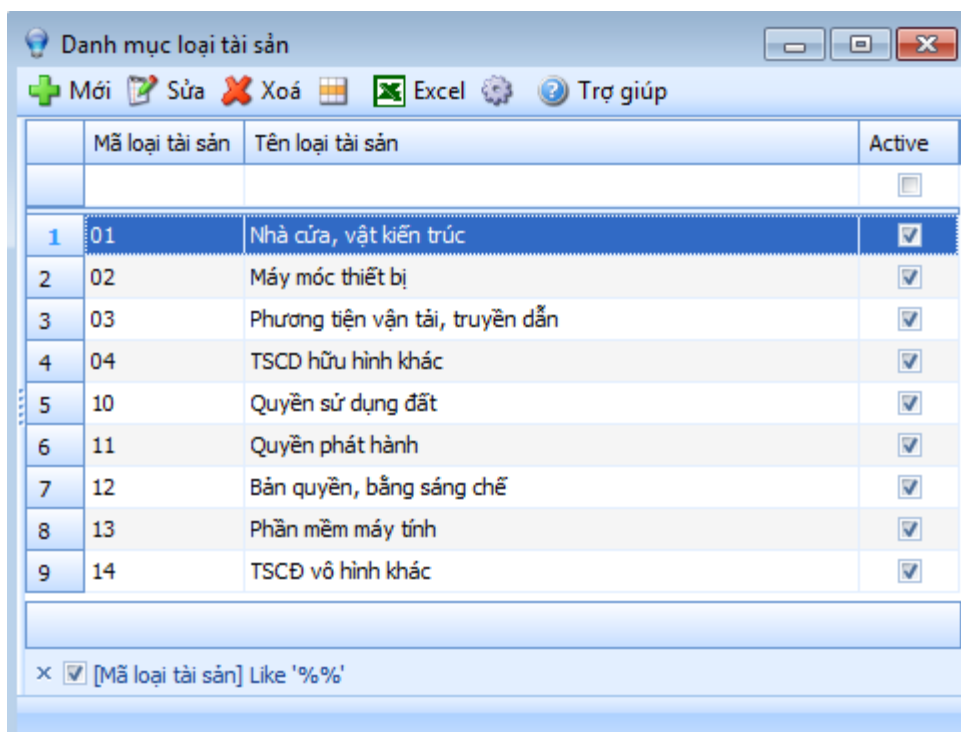 Danh mục loại tài sản
Mới Sửa Xoá Excel Trợ giúp
Mã loại tài sản Tên loại tài sản Active
1 01 Nhà cửa, vật kiến trúc
2 02 Máy móc thiết bị
3 03 Phương tiện vận tải, truyền dẫn
4 04 TSCD hữu hình khác
5 10 Quyền sử dụng đất
6 11 Quyền phát hành
7 12 Bản quyền, bằng sáng chế
8 13 Phần mềm máy tính
9 14 TSCĐ vô hình khác
[Mã loại tài sản] Like '%%'